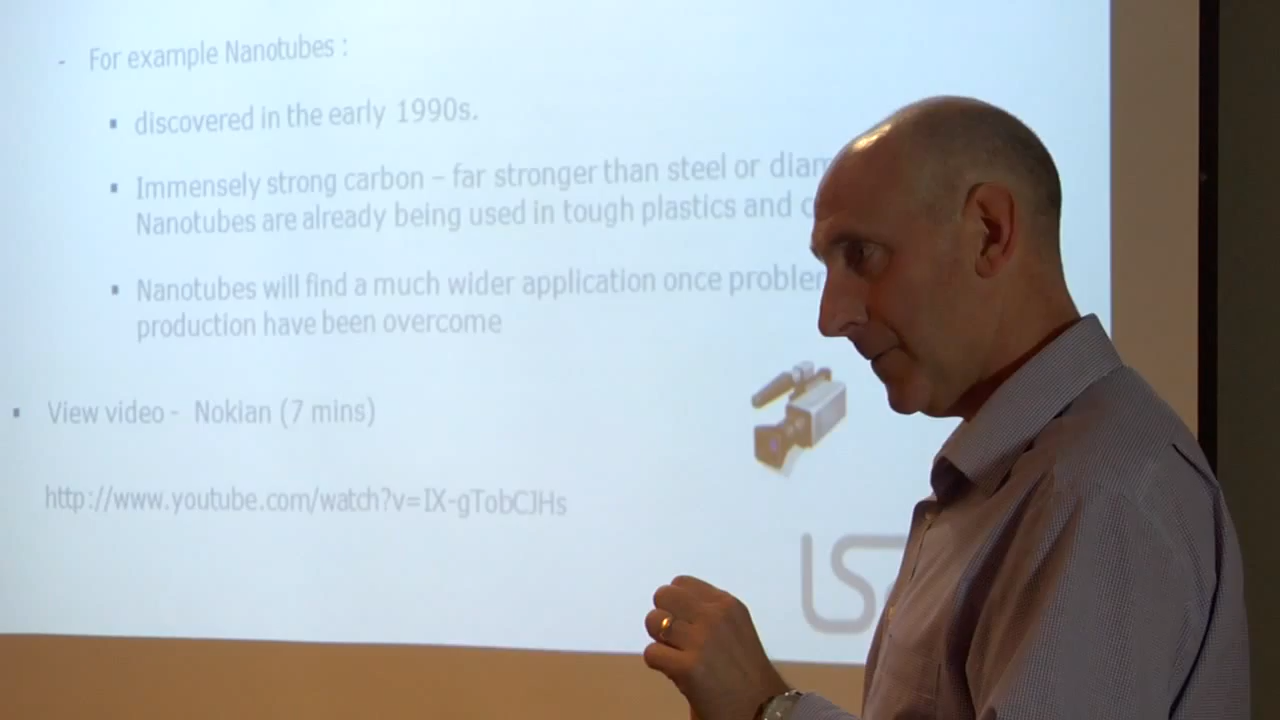 - For example Nanotubes :
▪ discovered in the early 1990s.
▪ Immensely strong carbon – far stronger than steel or
Nanotubes are already being used in tough plastics and
▪ Nanotubes will find a much wider application once
production have been overcome
▪ View video - Nokian (7 mins)
http://www.youtube.com/watch?v=IX-gTobCJHs